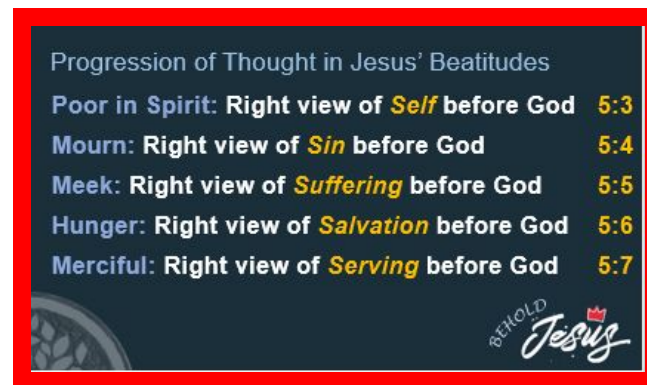 Progression of Thought in Jesus' Beatitudes
Poor in Spirit: Right view of Self before God 5:3
Mourn: Right view of Sin before God 5:4
Meek: Right view of Suffering before God 5:5
Hunger: Right view of Salvation before God 5:6
Merciful: Right view of Serving before God 5:7
BEHOLD
Jesus